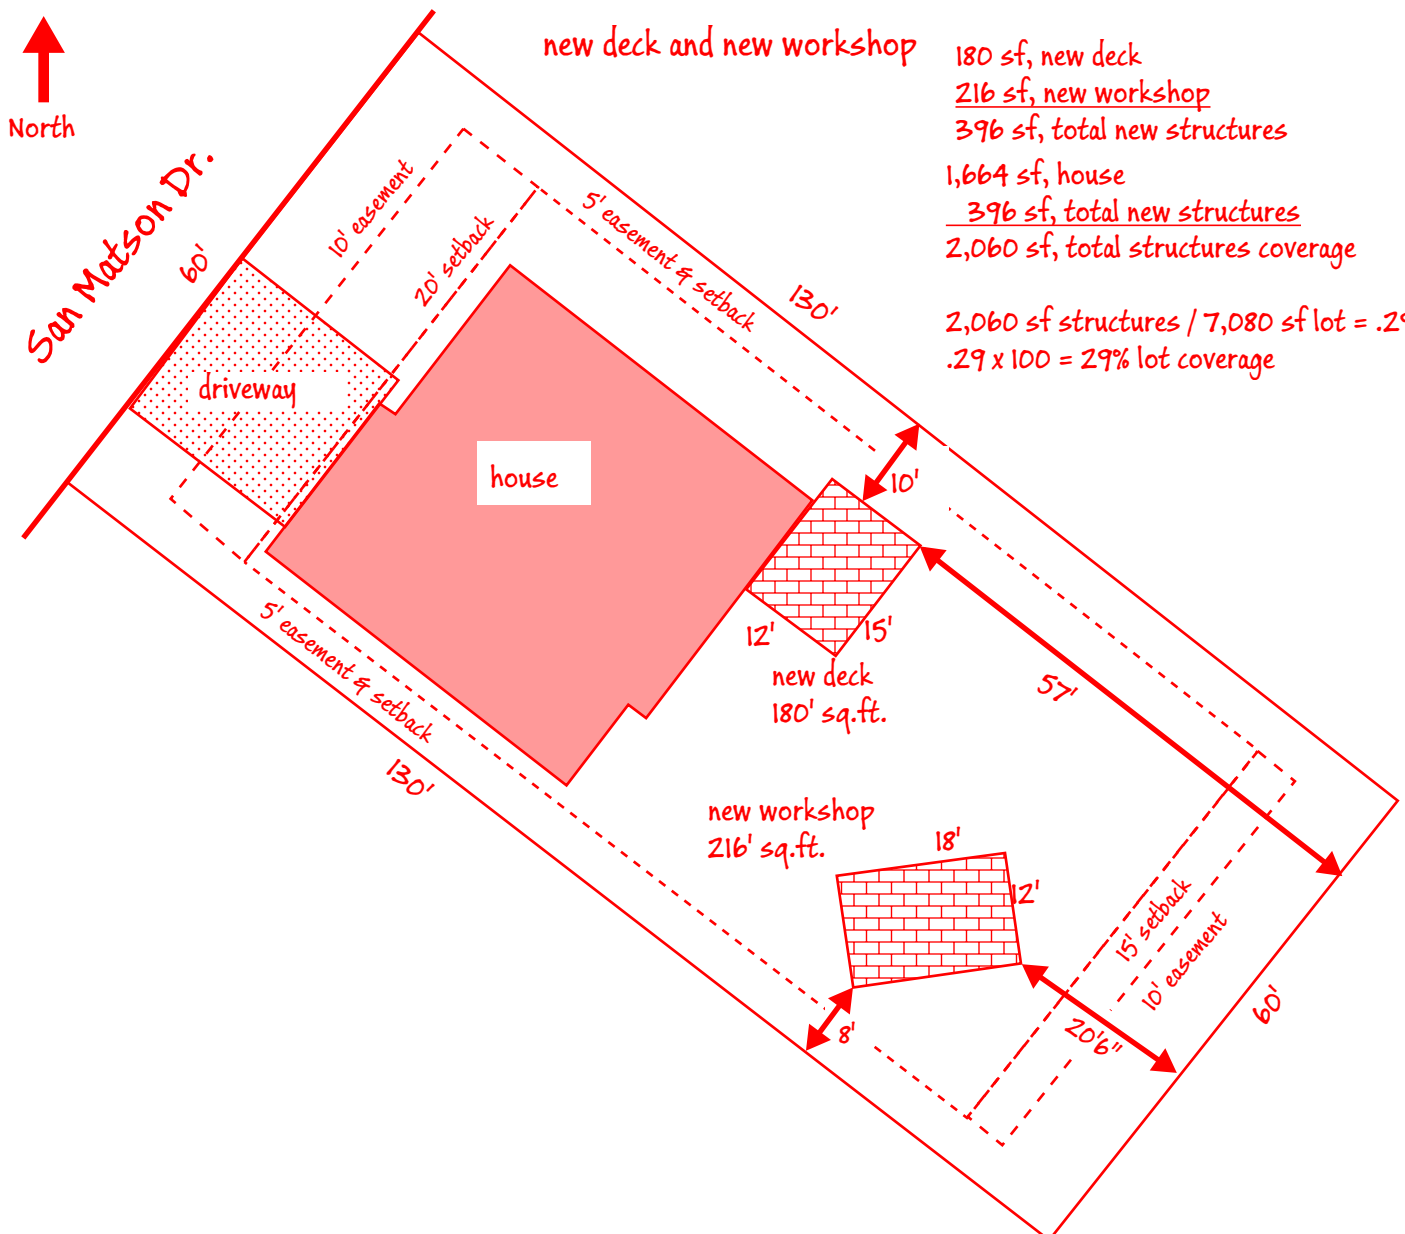 new deck and new workshop
180 sf, new deck
216 sf, new workshop
396 sf, total new structures
1,664 sf, house
396 sf, total new structures
2,060 sf, total structures coverage
2,060 sf structures / 7,080 sf lot = .29
.29 x 100 = 29% lot coverage
North
San Matson Dr.
60'
10' easement
20' setback
5' easement & setback
130'
driveway
house
10'
12'
15'
new deck
180' sq.ft.
57'
5' easement & setback
130'
new workshop
216' sq.ft.
18'
12'
15' setback
10' easement
60'
8'
20'6"